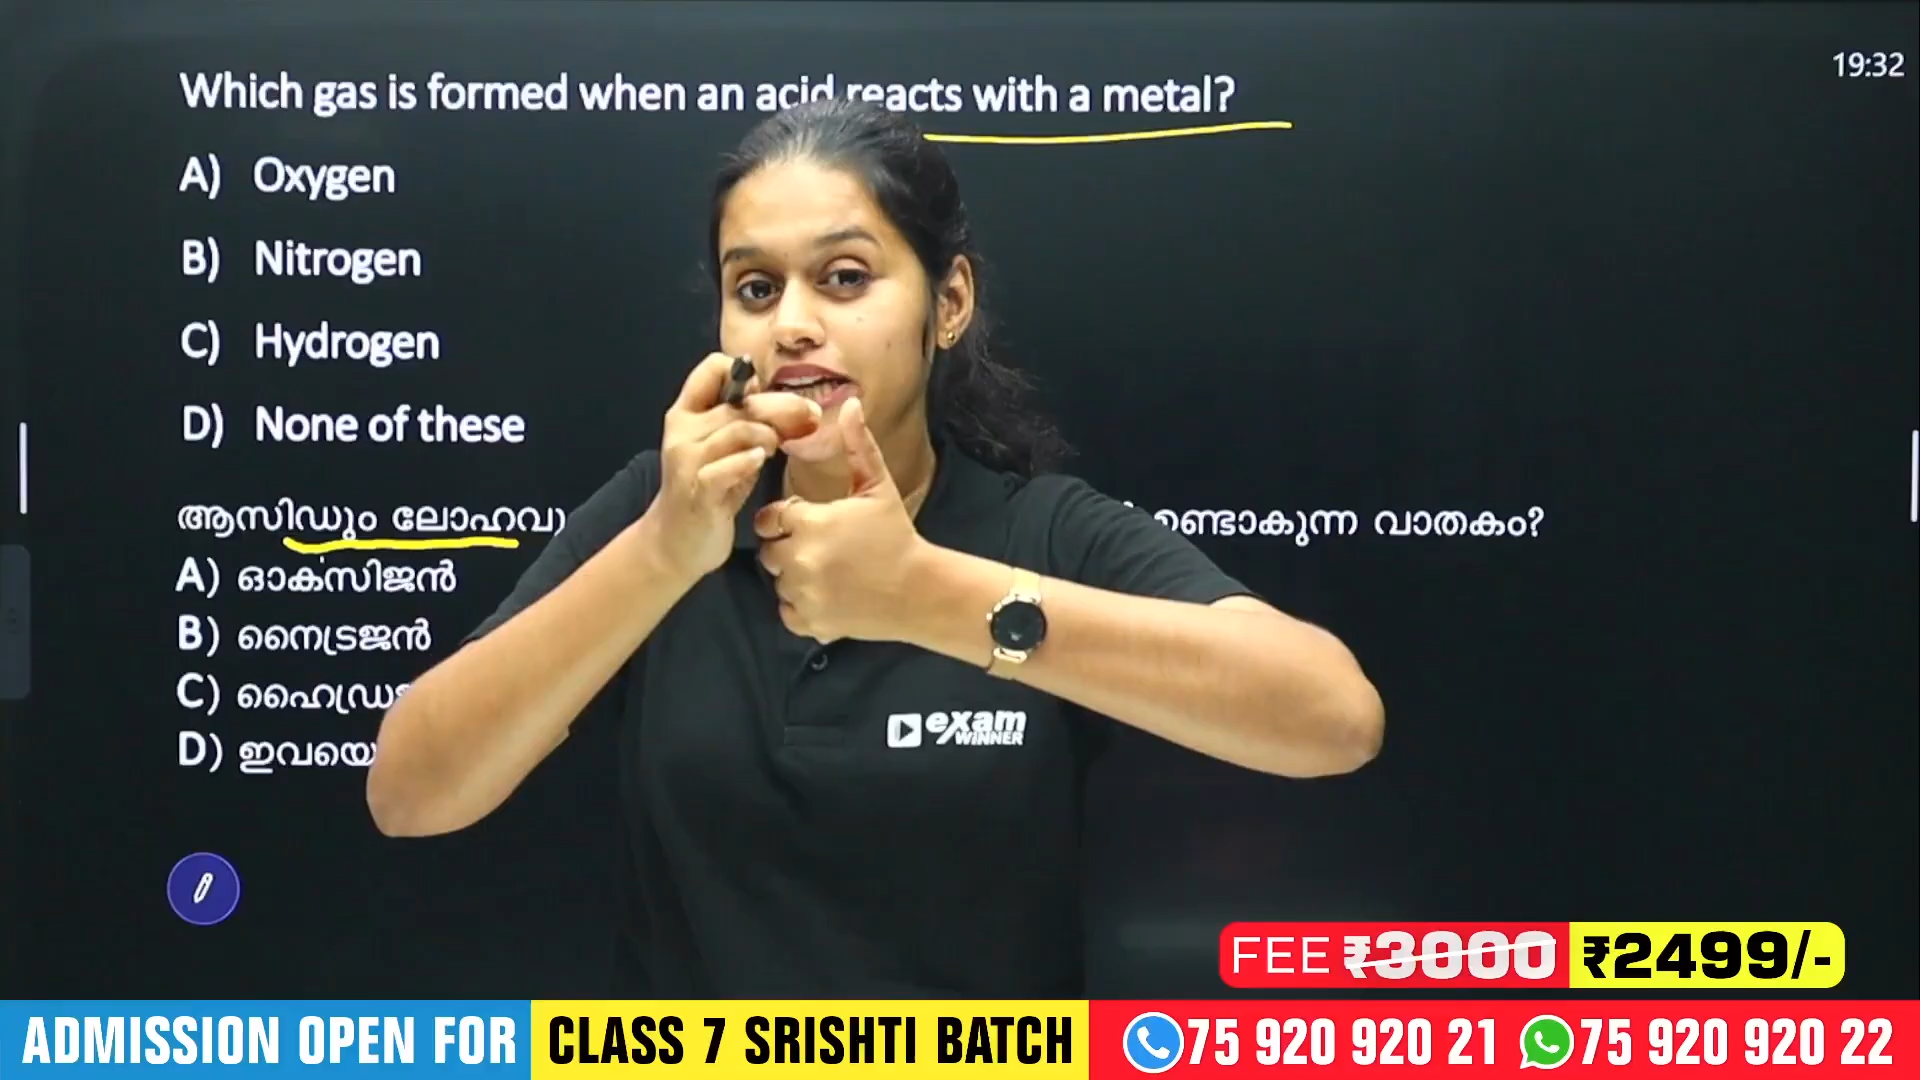 19:32
Which gas is formed when an acid reacts with a metal?
A) Oxygen
B) Nitrogen
C) Hydrogen
D) None of these
ആസിഡും ഉണ്ടാകുന്ന വാതകം?
A) ഓക്സിജൻ
B) നൈട്രജൻ
C)
D)
exam WINNER
FEE ₹3000 ₹2499/-
ADMISSION OPEN FOR CLASS 7 SRISHTI BATCH 75 920 920 21 75 920 920 22